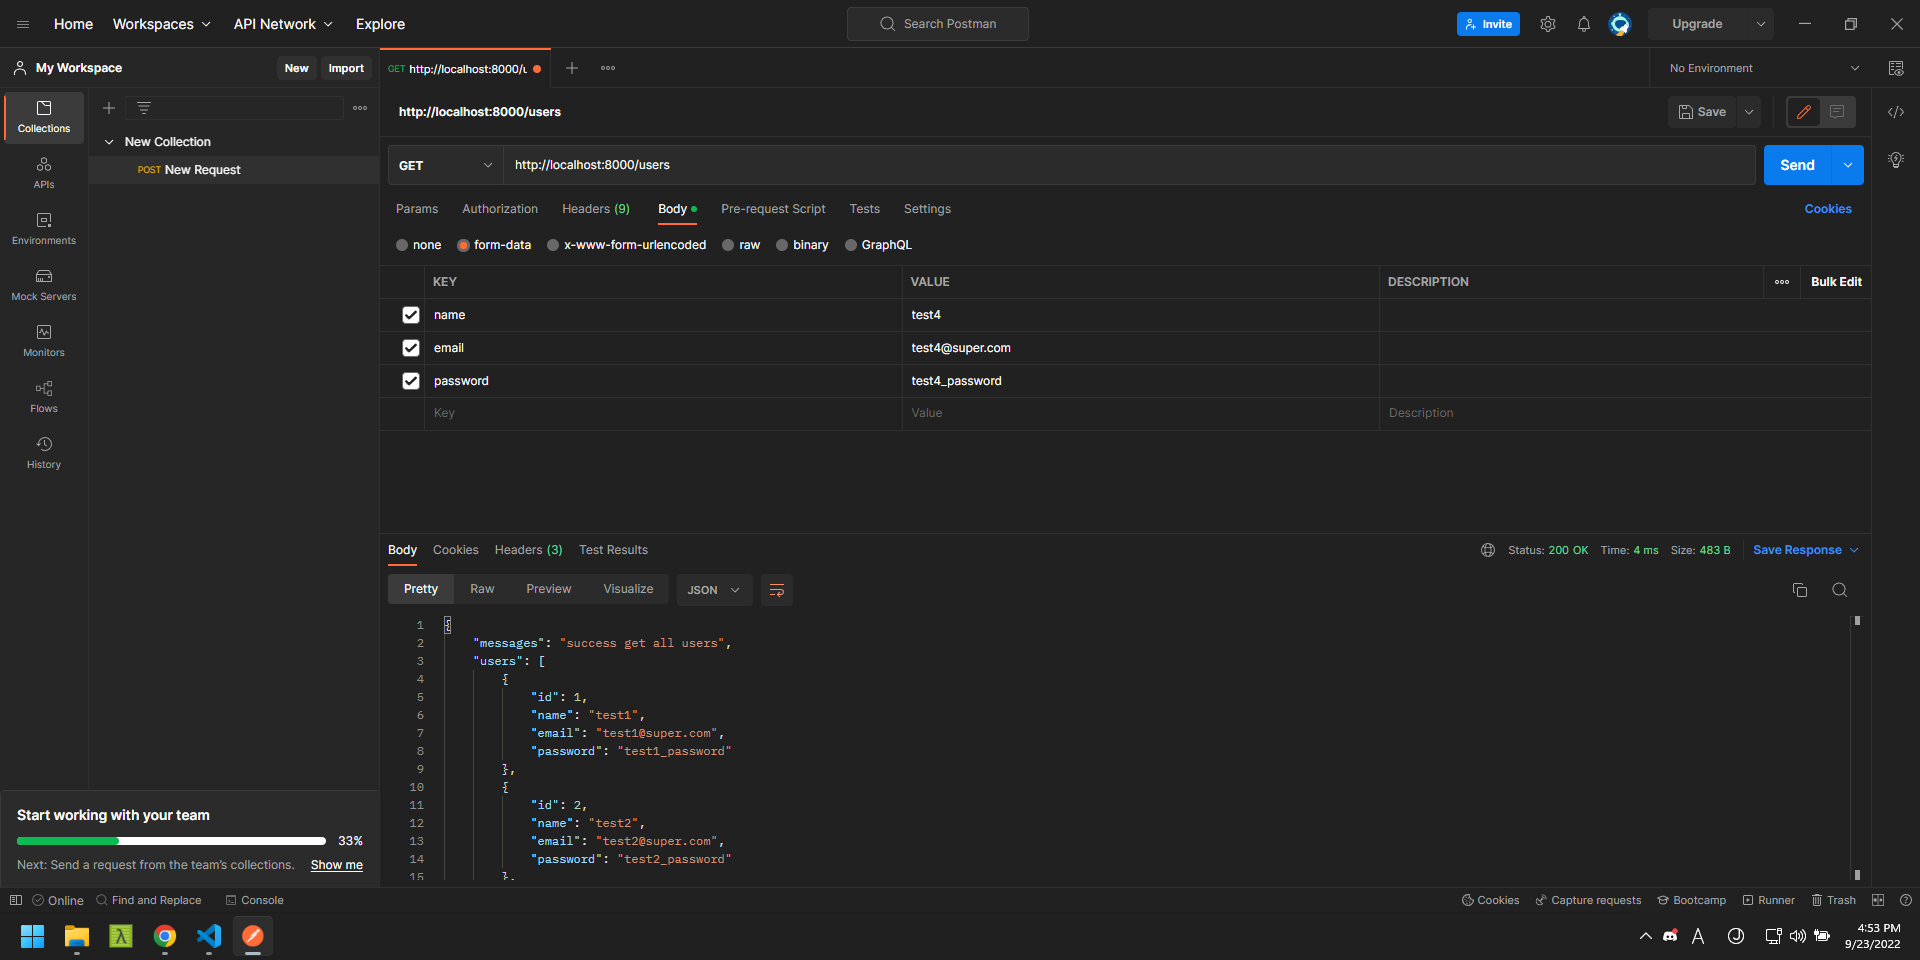 Home Workspaces API Network Explore Search Postman Invite Upgrade
My Workspace New Import GET http://localhost:8000/u No Environment
Collections
APIs
Environments
Mock Servers
Monitors
Flows
History
New Collection
POST New Request
http://localhost:8000/users Save
GET http://localhost:8000/users Send
Params Authorization Headers (9) Body Pre-request Script Tests Settings Cookies
none form-data x-www-form-urlencoded raw binary GraphQL
KEY VALUE DESCRIPTION Bulk Edit
name test4
email test4@super.com
password test4_password
Key Value Description
Body Cookies Headers (3) Test Results Status: 200 OK Time: 4 ms Size: 483 B Save Response
Pretty Raw Preview Visualize JSON
1 {
2 "messages": "success get all users",
3 "users": [
4 {
5 "id": 1,
6 "name": "test1",
7 "email": "test1@super.com",
8 "password": "test1_password"
9 },
10 {
11 "id": 2,
12 "name": "test2",
13 "email": "test2@super.com",
14 "password": "test2_password"
15 },
Start working with your team
33%
Next: Send a request from the team's collections. Show me
Online Find and Replace Console Cookies Capture requests Bootcamp Runner Trash
A 4:53 PM
9/23/2022